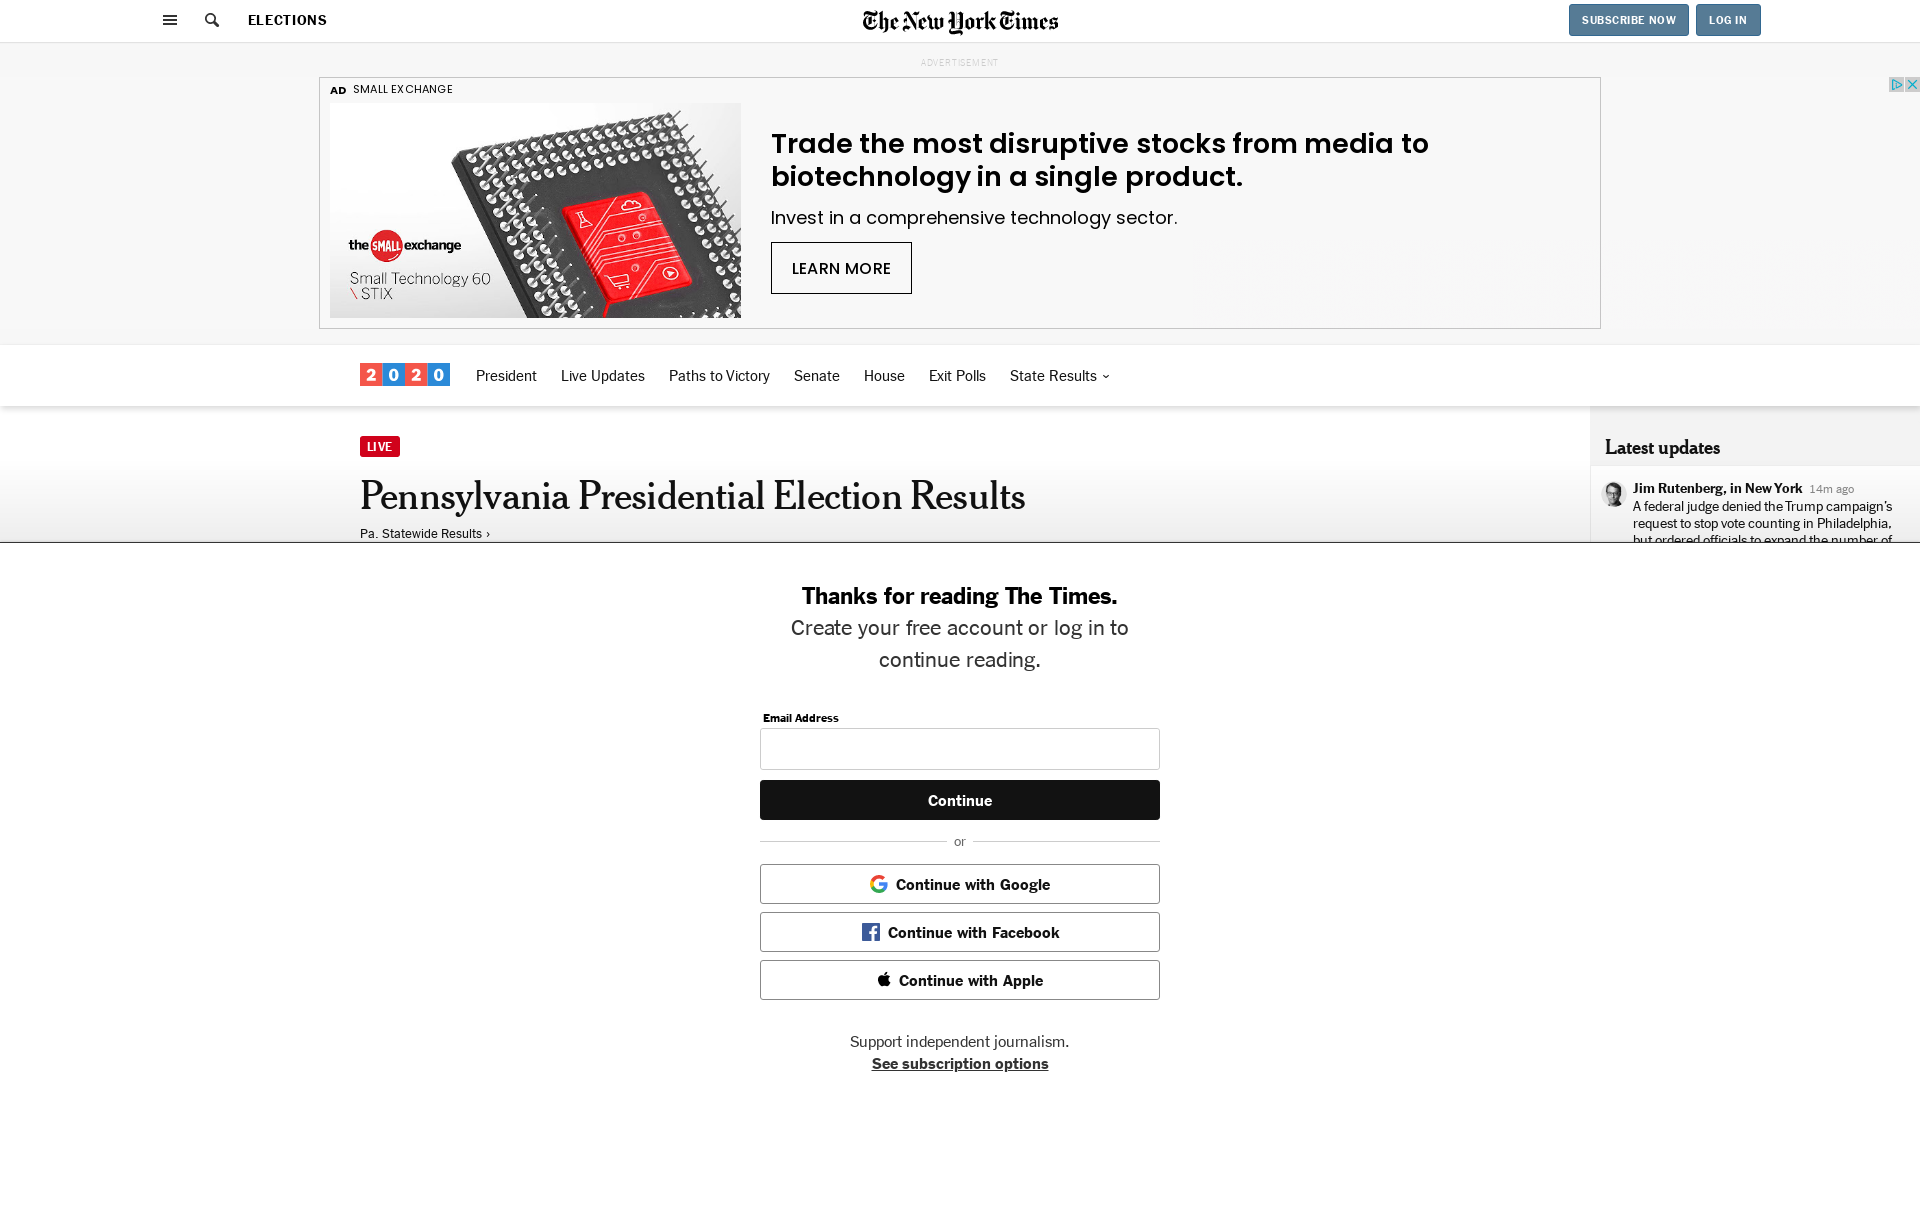 ELECTIONS
The New York Times
SUBSCRIBE NOW
LOG IN
ADVERTISEMENT
AD SMALL EXCHANGE
the SMALL exchange
Small Technology 60
\ STIX
Trade the most disruptive stocks from media to
biotechnology in a single product.
Invest in a comprehensive technology sector.
LEARN MORE
2020
President
Live Updates
Paths to Victory
Senate
House
Exit Polls
State Results
LIVE
Pennsylvania Presidential Election Results
Pa. Statewide Results ›
Latest updates
Jim Rutenberg, in New York 14m ago
A federal judge denied the Trump campaign’s
request to stop vote counting in Philadelphia,
but ordered officials to expand the number of
Thanks for reading The Times.
Create your free account or log in to
continue reading.
Email Address
Continue
or
Continue with Google
Continue with Facebook
Continue with Apple
Support independent journalism.
See subscription options